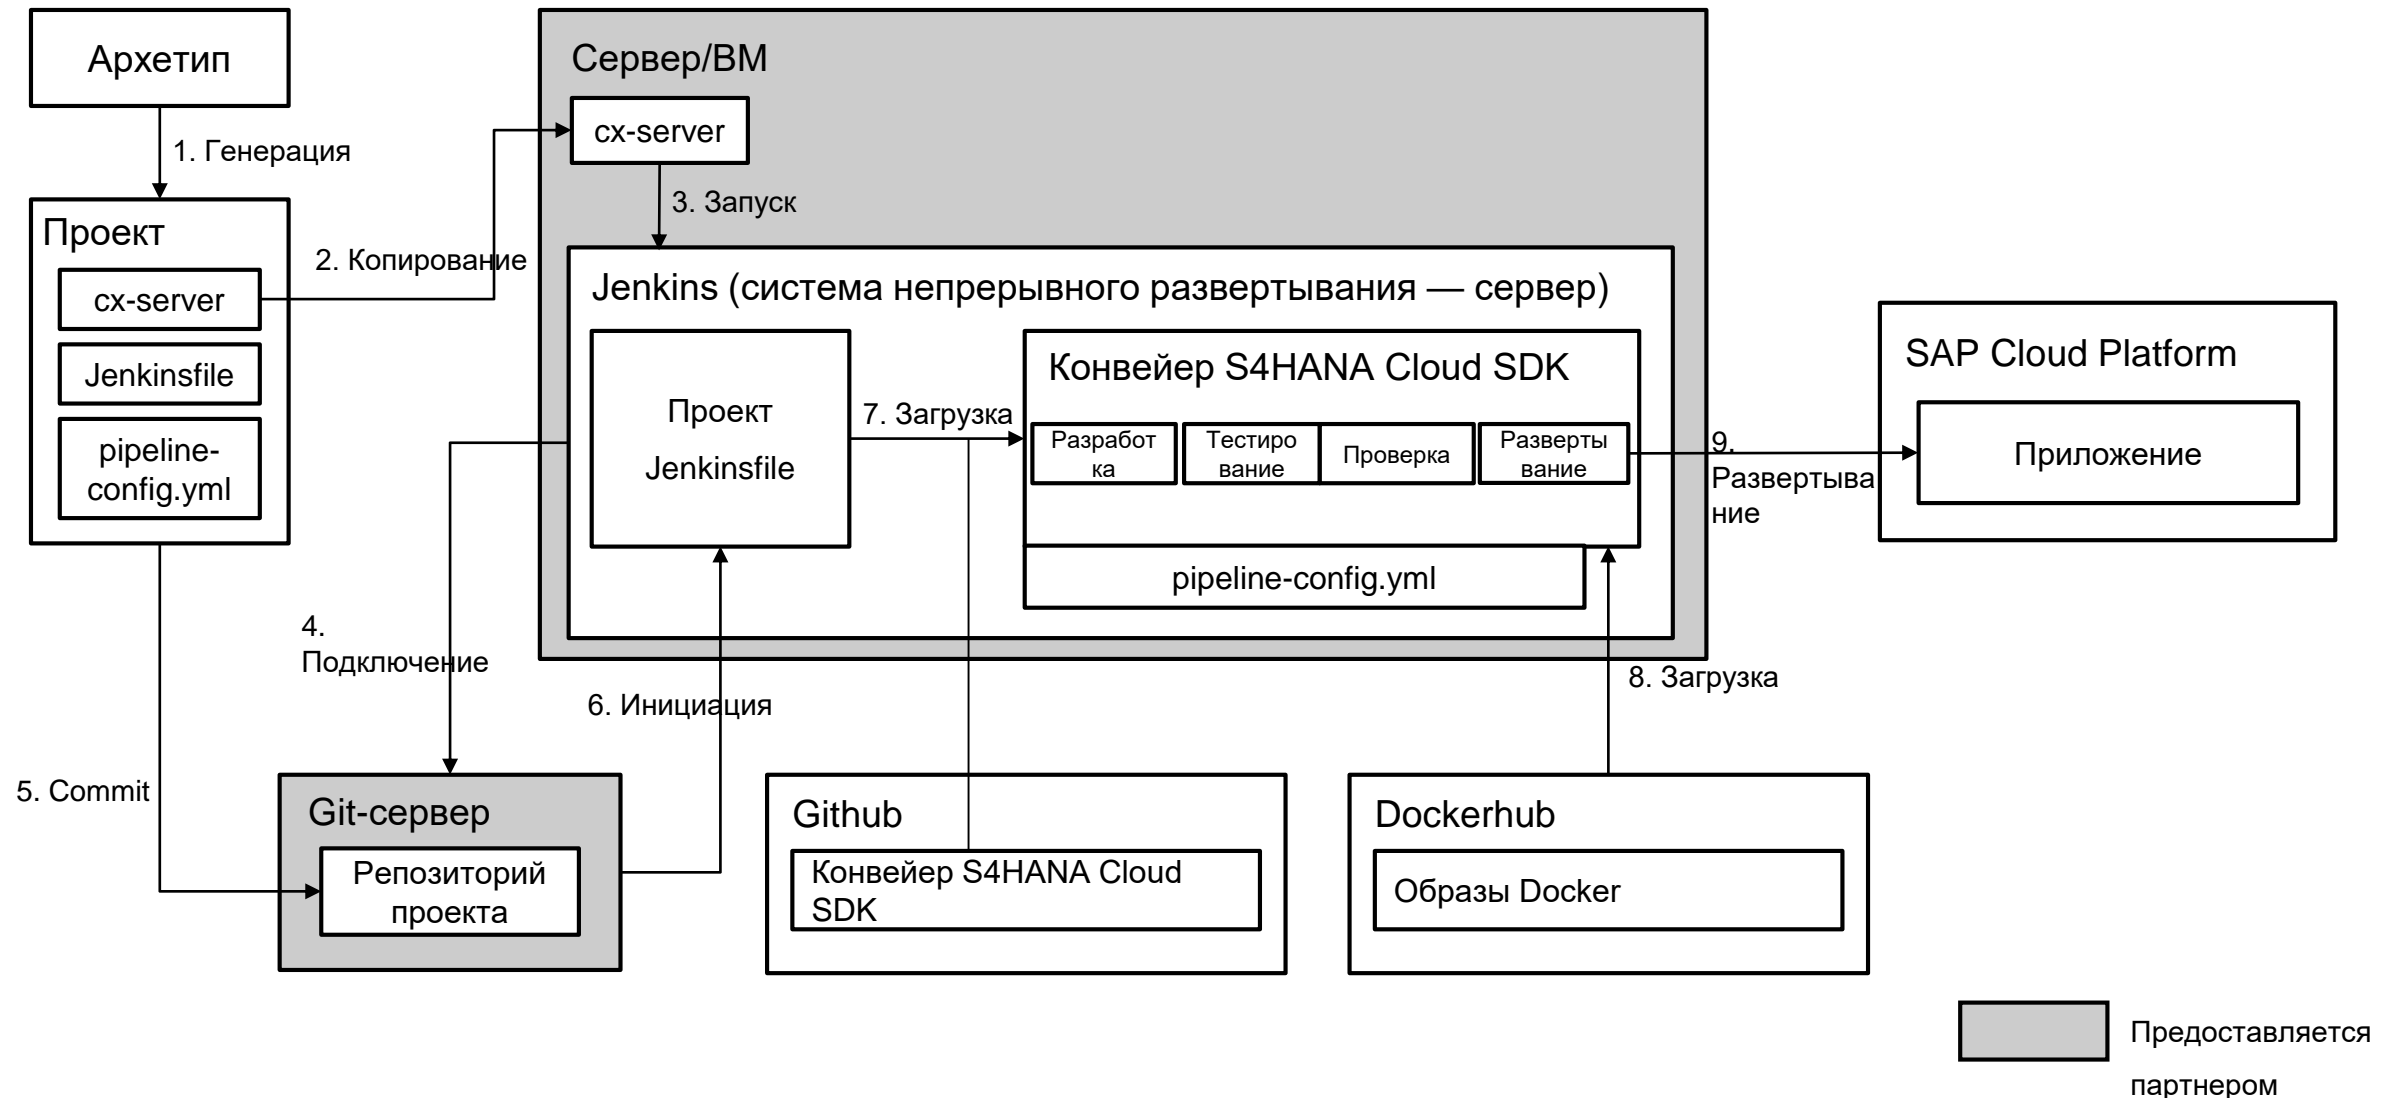 Архетип
1. Генерация
Проект
cx-server
Jenkinsfile
pipeline-
config.yml
2. Копирование
Сервер/ВМ
cx-server
3. Запуск
Jenkins (система непрерывного развертывания — сервер)
Проект
Jenkinsfile
7. Загрузка
Конвейер S4HANA Cloud SDK
Разработ
ка
Тестиро
вание
Проверка
Разверты
вание
pipeline-config.yml
9.
Развертыва
ние
SAP Cloud Platform
Приложение
4.
Подключение
6. Инициация
8. Загрузка
5. Commit
Git-сервер
Репозиторий
проекта
Github
Конвейер S4HANA Cloud
SDK
Dockerhub
Образы Docker
Предоставляется
партнером